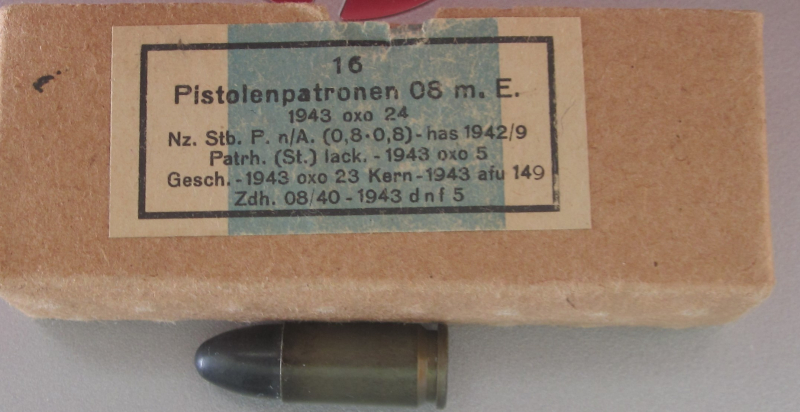 16
Pistolenpatronen 08 m. E.
1943 oxo 24
Nz. Stb. P. n/A. (0,8·0,8) - has 1942/9
Patrh. (St.) lack. - 1943 oxo 5
Gesch. - 1943 oxo 23 Kern - 1943 afu 149
Zdh. 08/40 - 1943 dnf 5